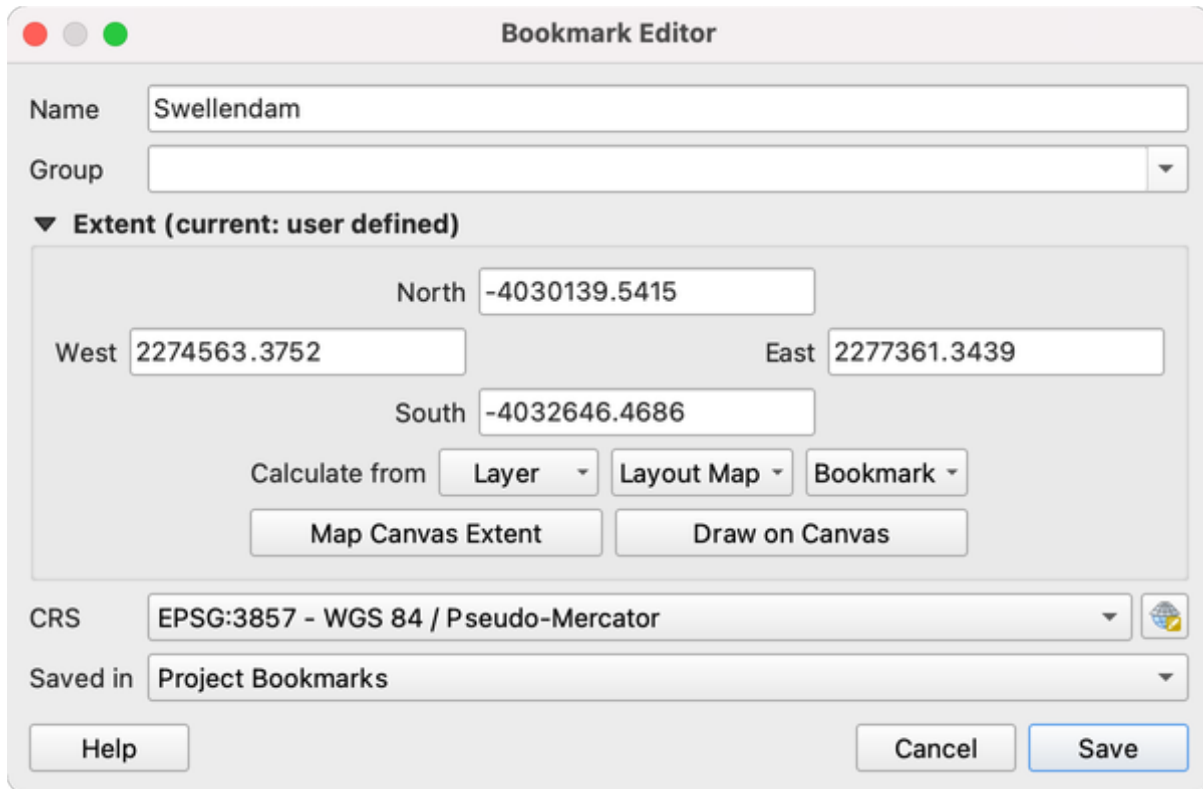 Bookmark Editor
Name Swellendam
Group
Extent (current: user defined)
North -4030139.5415
West 2274563.3752 East 2277361.3439
South -4032646.4686
Calculate from Layer Layout Map Bookmark
Map Canvas Extent Draw on Canvas
CRS EPSG:3857 - WGS 84 / Pseudo-Mercator
Saved in Project Bookmarks
Help Cancel Save